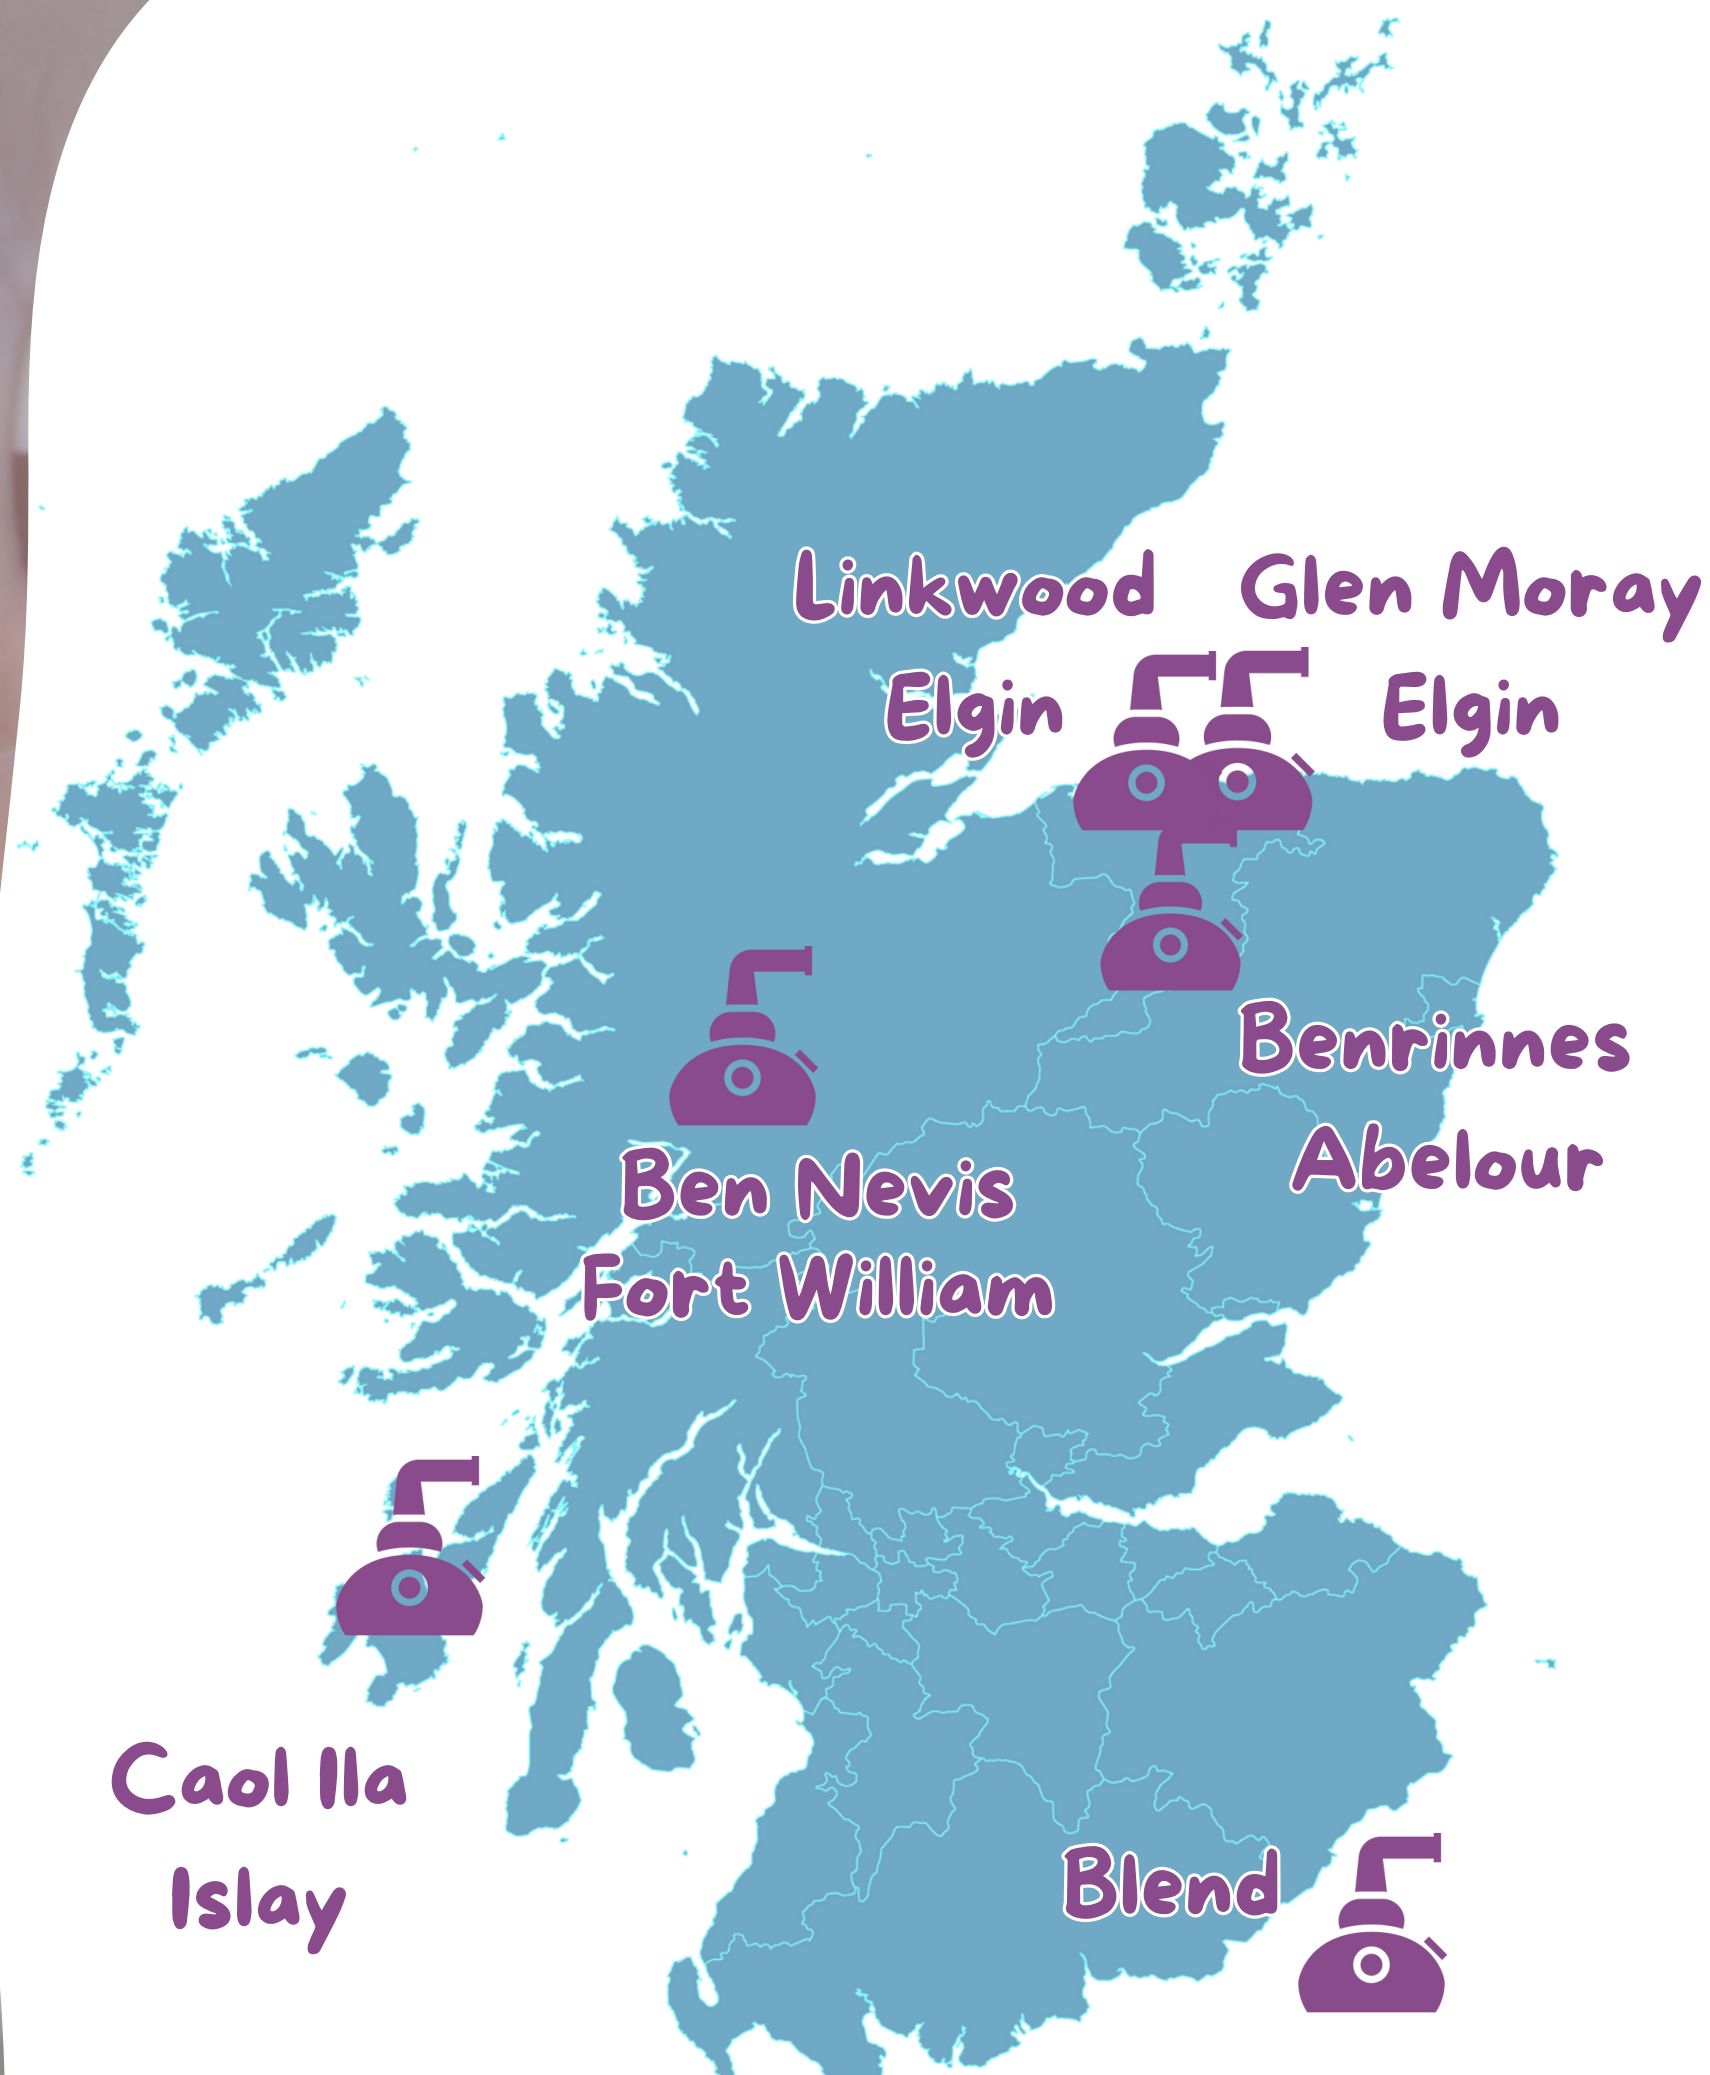 Linkwood
Elgin
Glen Moray
Elgin
Benrinnes
Abelour
Ben Nevis
Fort William
Caol Ila
Islay
Blend